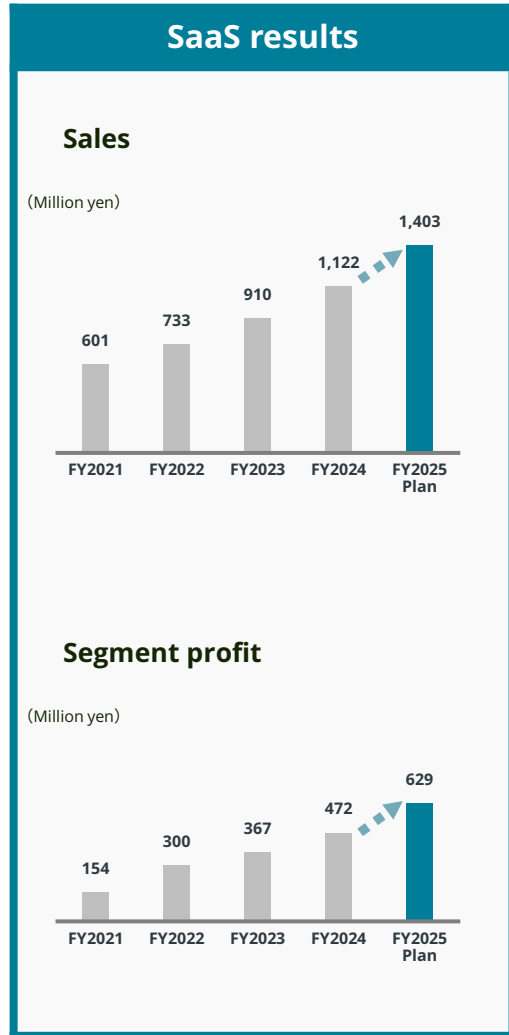 SaaS results
Sales
（Million yen）
1,403
1,122
910
733
601
FY2021 FY2022 FY2023 FY2024 FY2025
Plan
Segment profit
（Million yen）
629
472
367
300
154
FY2021 FY2022 FY2023 FY2024 FY2025
Plan